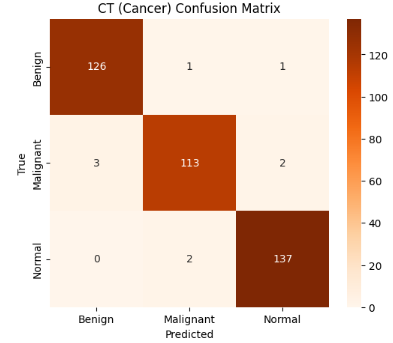 CT (Cancer) Confusion Matrix
Benign
126 1 1
True
Malignant
3 113 2
Normal
0 2 137
Benign Malignant Normal
Predicted
120
100
80
60
40
20
0